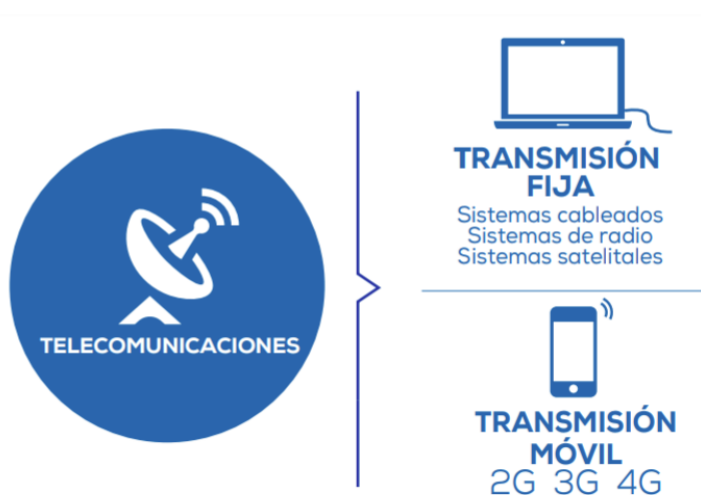 TELECOMUNICACIONES
TRANSMISIÓN
FIJA
Sistemas cableados
Sistemas de radio
Sistemas satelitales
TRANSMISIÓN
MÓVIL
2G 3G 4G